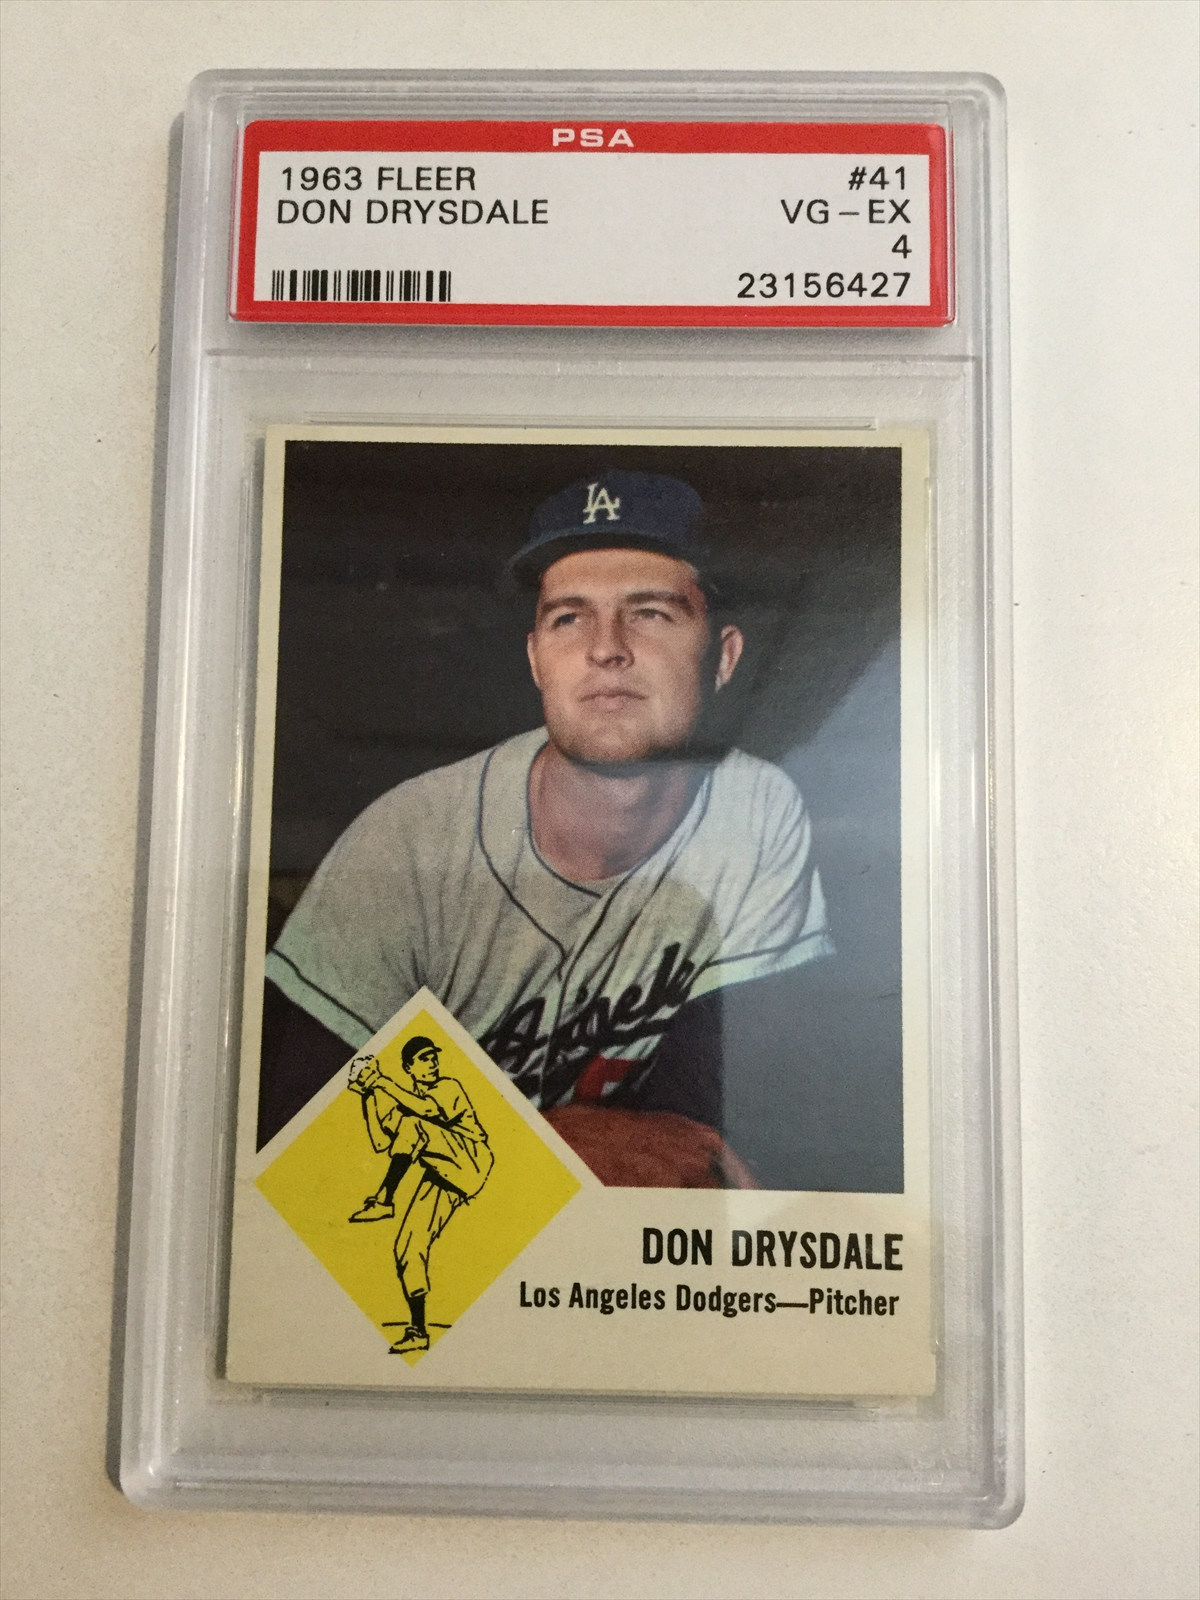 PSA
1963 FLEER #41
DON DRYSDALE VG-EX
4
23156427
LA
DON DRYSDALE
Los Angeles Dodgers—Pitcher